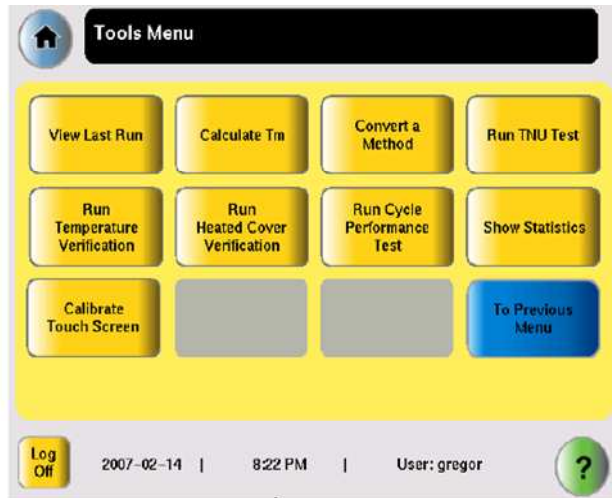 Tools Menu
View Last Run
Calculate Tm
Convert a
Method
Run TNU Test
Run
Temperature
Verification
Run
Heated Cover
Verification
Run Cycle
Performance
Test
Show Statistics
Calibrate
Touch Screen
To Previous
Menu
Log
Off
2007-02-14 | 8:22 PM | User: gregor
?